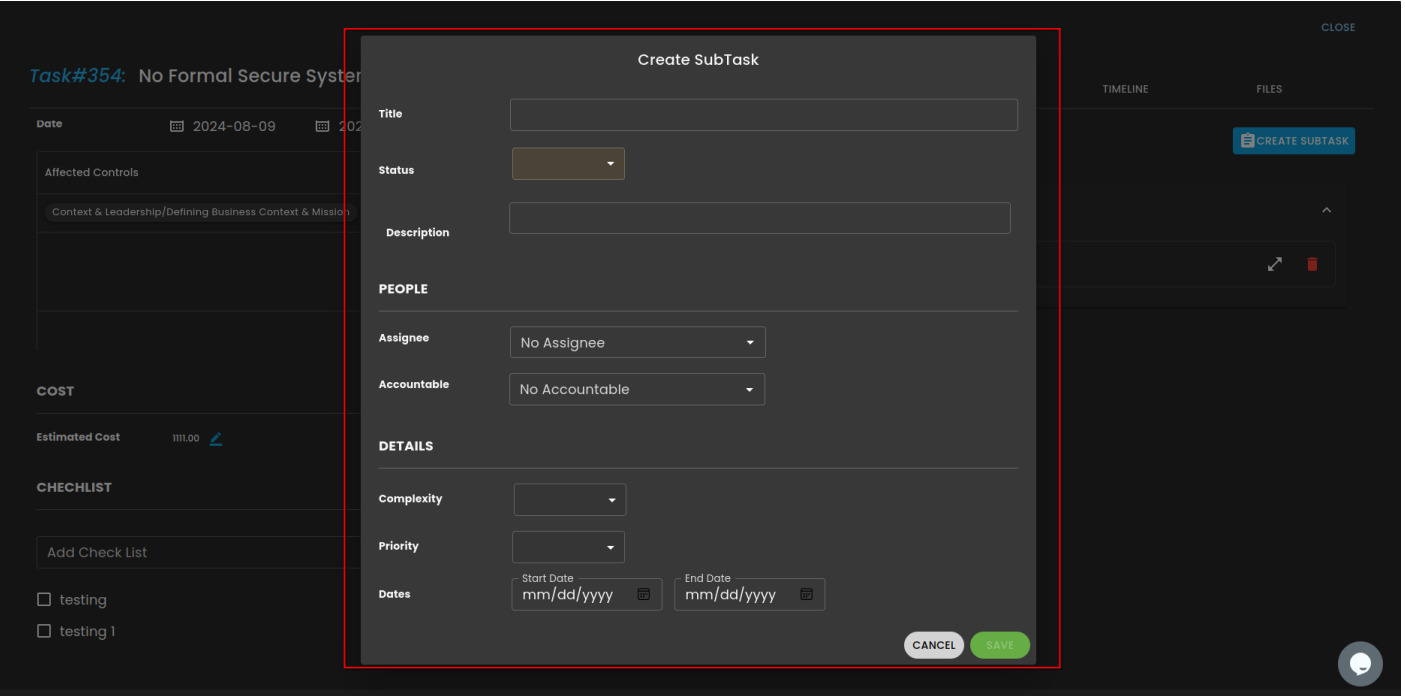 CLOSE
Task#354: No Formal Secure System
TIMELINE
FILES
Date
2024-08-09
202
CREATE SUBTASK
Affected Controls
Context & Leadership/Defining Business Context & Mission
COST
Estimated Cost
1111.00
CHECHLIST
Add Check List
testing
testing 1
Create SubTask
Title
Status
Description
PEOPLE
Assignee
No Assignee
Accountable
No Accountable
DETAILS
Complexity
Priority
Dates
Start Date
mm/dd/yyyy
End Date
mm/dd/yyyy
CANCEL
SAVE